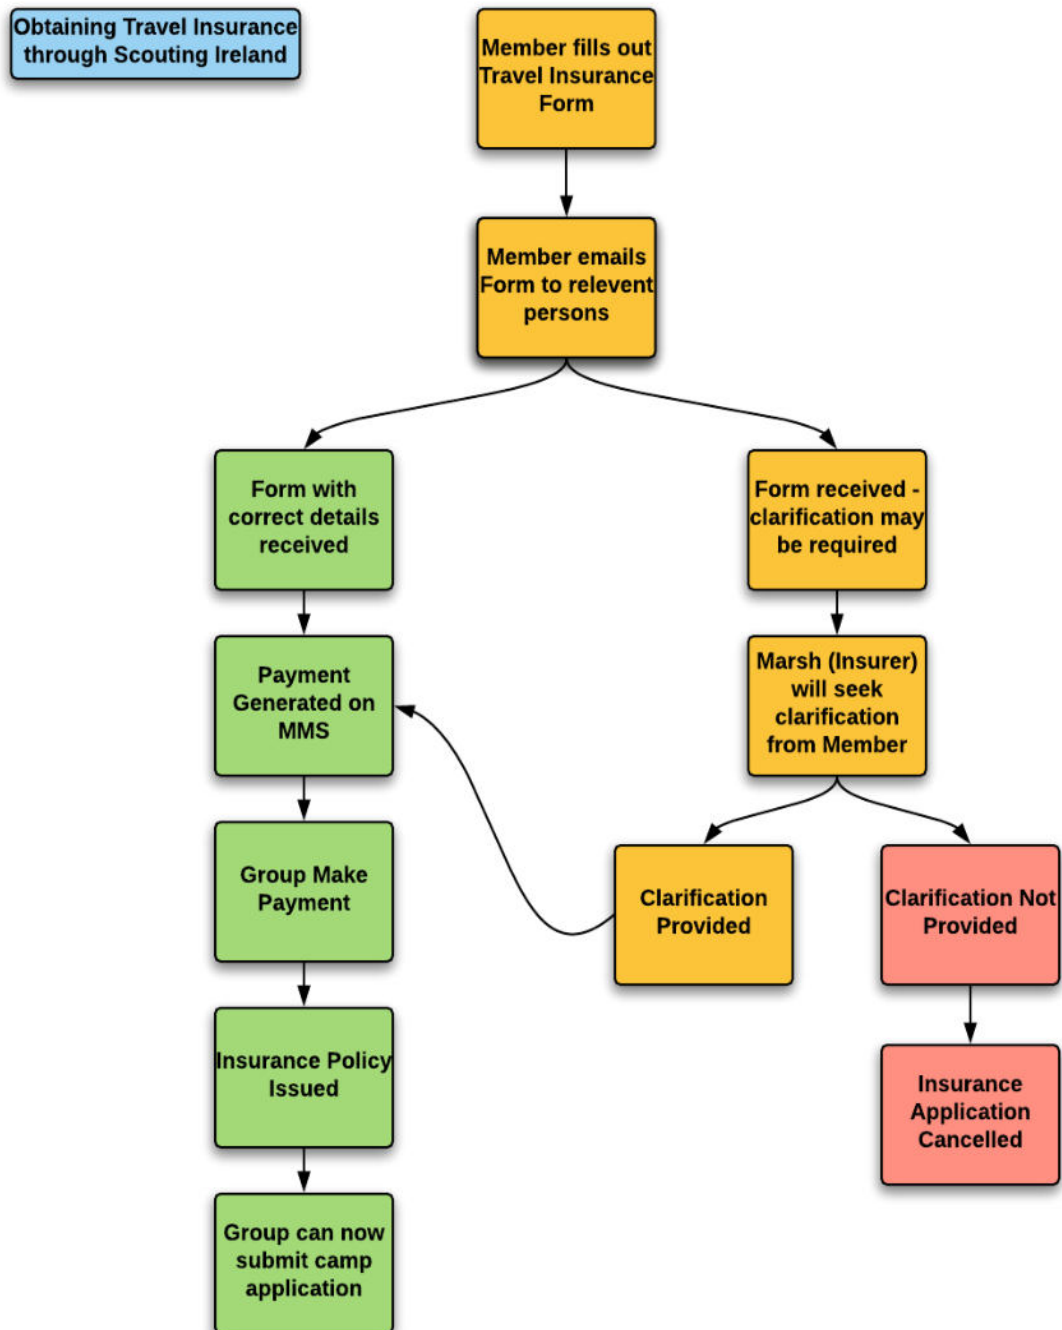 Obtaining Travel Insurance
through Scouting Ireland
Member fills out
Travel Insurance
Form
Member emails
Form to relevent
persons
Form with
correct details
received
Form received -
clarification may
be required
Payment
Generated on
MMS
Marsh (Insurer)
will seek
clarification
from Member
Group Make
Payment
Clarification
Provided
Clarification Not
Provided
Insurance Policy
Issued
Insurance
Application
Cancelled
Group can now
submit camp
application